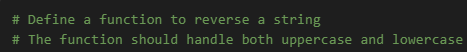 # Define a function to reverse a string
# The function should handle both uppercase and lowercase